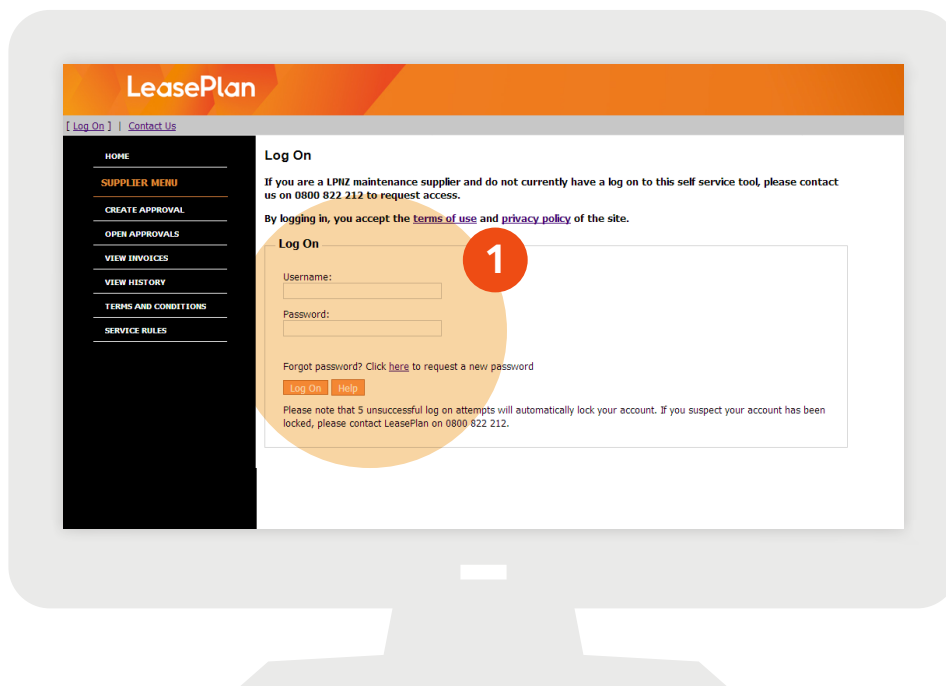 LeasePlan
[ Log On ] | Contact Us
HOME
SUPPLIER MENU
CREATE APPROVAL
OPEN APPROVALS
VIEW INVOICES
VIEW HISTORY
TERMS AND CONDITIONS
SERVICE RULES
Log On
If you are a LPNZ maintenance supplier and do not currently have a log on to this self service tool, please contact
us on 0800 822 212 to request access.
By logging in, you accept the terms of use and privacy policy of the site.
Log On
1
Username:
Password:
Forgot password? Click here to request a new password
Log On Help
Please note that 5 unsuccessful log on attempts will automatically lock your account. If you suspect your account has been
locked, please contact LeasePlan on 0800 822 212.